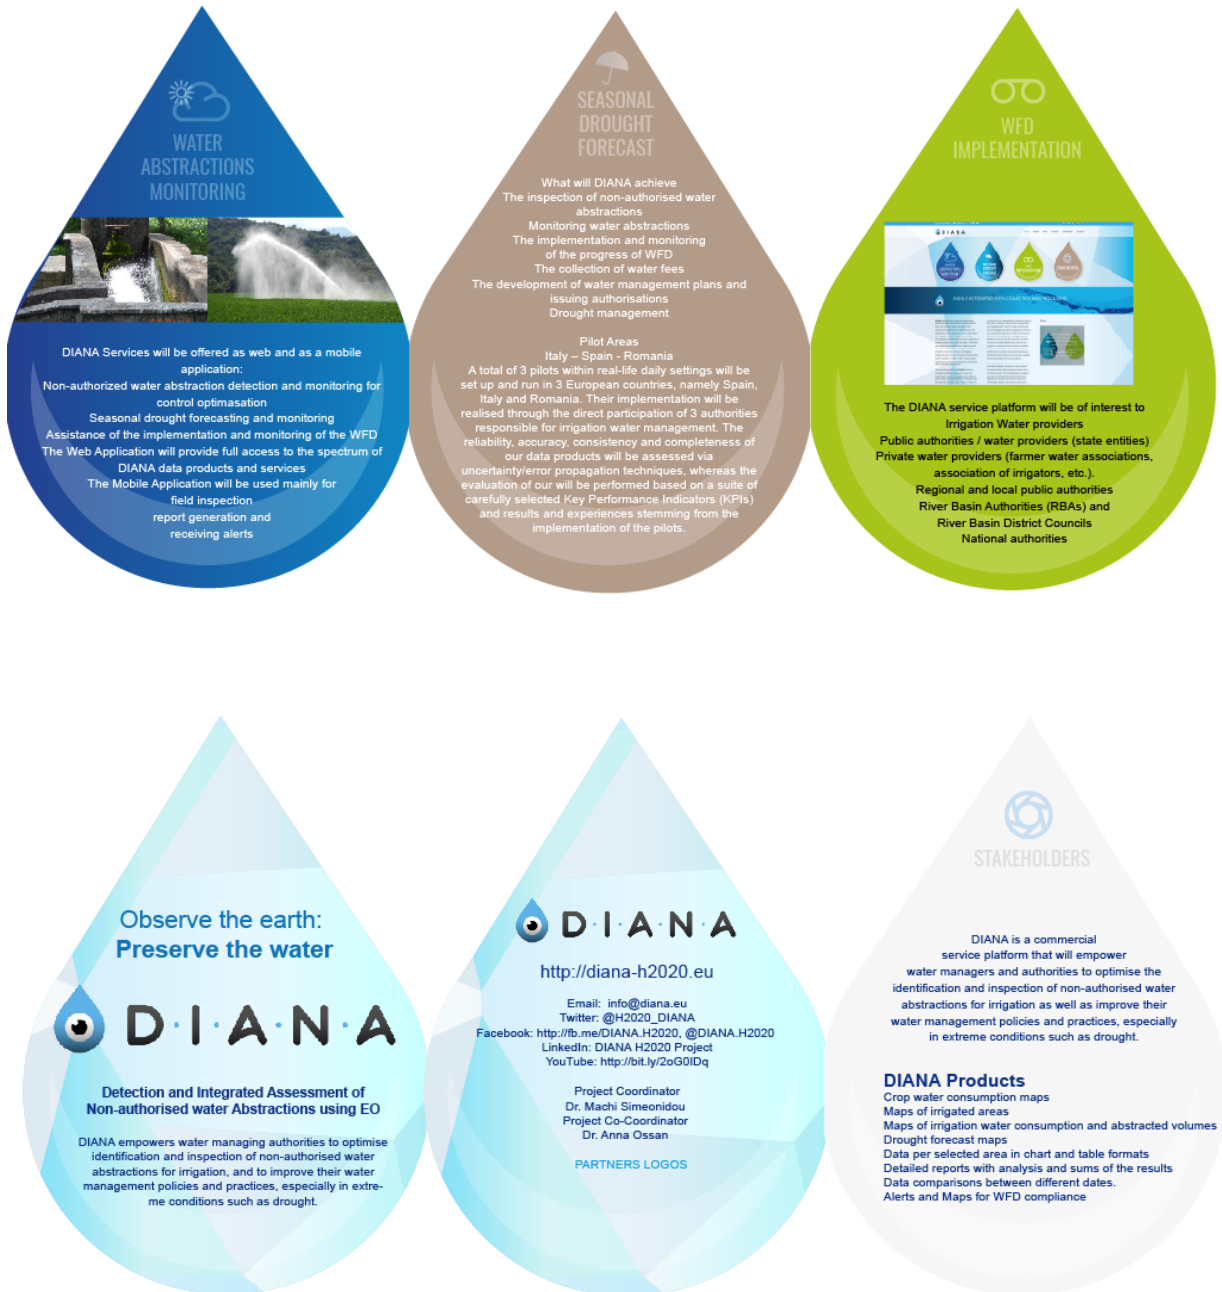 WATER
ABSTRACTIONS
MONITORING
DIANA Services will be offered as web and as a mobile
application:
Non-authorized water abstraction detection and monitoring for
control optimasation
Seasonal drought forecasting and monitoring
Assistance of the implementation and monitoring of the WFD
The Web Application will provide full access to the spectrum of
DIANA data products and services
The Mobile Application will be used mainly for
field inspection
report generation and
receiving alerts
SEASONAL
DROUGHT
FORECAST
What will DIANA achieve
The inspection of non-authorised water
abstractions
Monitoring water abstractions
The implementation and monitoring
of the progress of WFD
The collection of water fees
The development of water management plans and
issuing authorisations
Drought management
Pilot Areas
Italy – Spain - Romania
A total of 3 pilots within real-life daily settings will be
set up and run in 3 European countries, namely Spain,
Italy and Romania. Their implementation will be
realised through the direct participation of 3 authorities
responsible for irrigation water management. The
reliability, accuracy, consistency and completeness of
our data products will be assessed via
uncertainty/error propagation techniques, whereas the
evaluation of our will be performed based on a suite of
carefully selected Key Performance Indicators (KPIs)
and results and experiences stemming from the
implementation of the pilots.
WFD
IMPLEMENTATION
DIANA
The DIANA service platform will be of interest to
Irrigation Water providers
Public authorities / water providers (state entities)
Private water providers (farmer water associations,
association of irrigators, etc.).
Regional and local public authorities
River Basin Authorities (RBAs) and
River Basin District Councils
National authorities
Observe the earth:
Preserve the water
D·I·A·N·A
Detection and Integrated Assessment of
Non-authorised water Abstractions using EO
DIANA empowers water managing authorities to optimise
identification and inspection of non-authorised water
abstractions for irrigation, and to improve their water
management policies and practices, especially in extre-
me conditions such as drought.
D·I·A·N·A
http://diana-h2020.eu
Email: info@diana.eu
Twitter: @H2020_DIANA
Facebook: http://fb.me/DIANA.H2020, @DIANA.H2020
LinkedIn: DIANA H2020 Project
YouTube: http://bit.ly/2oG0IDq
Project Coordinator
Dr. Machi Simeonidou
Project Co-Coordinator
Dr. Anna Ossan
PARTNERS LOGOS
STAKEHOLDERS
DIANA is a commercial
service platform that will empower
water managers and authorities to optimise the
identification and inspection of non-authorised water
abstractions for irrigation as well as improve their
water management policies and practices, especially
in extreme conditions such as drought.
DIANA Products
Crop water consumption maps
Maps of irrigated areas
Maps of irrigation water consumption and abstracted volumes
Drought forecast maps
Data per selected area in chart and table formats
Detailed reports with analysis and sums of the results
Data comparisons between different dates.
Alerts and Maps for WFD compliance